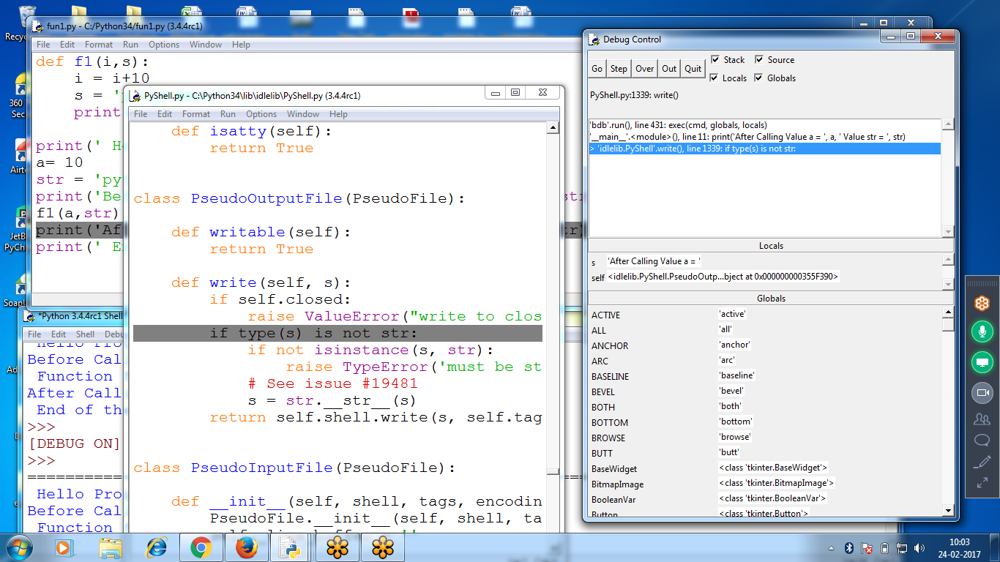 Recyc
360
Sec
Airte
JetB
PyCh
SoapU
Ad
e
fun1.py - C:/Python34/fun1.py (3.4.4rc1)
File Edit Format Run Options Window Help
def f1(i,s):
i = i+10
s = '
print
print(' H
a= 10
str = 'py
print('Be
str
f1(a,str)
print('Af
tr)
print(' E
*Python 3.4.4rc1 Shell
File Edit Shell Debu
Hello Pro
Before Cal
Function
After Call
End of th
>>>
[DEBUG ON]
>>>
Hello Pro
Before Cal
Function
PyShell.py - C:\Python34\lib\idlelib\PyShell.py (3.4.4rc1)
File Edit Format Run Options Window Help
def isatty(self):
return True
class PseudoOutputFile(PseudoFile):
def writable(self):
return True
def write(self, s):
if self.closed:
raise ValueError("write to clos
if type(s) is not str:
if not isinstance(s, str):
raise TypeError('must be st
# See issue #19481
s = str.__str__(s)
return self.shell.write(s, self.tag
class PseudoInputFile(PseudoFile):
def __init__(self, shell, tags, encodin
PseudoFile.__init__(self, shell, ta
Debug Control
Go Step Over Out Quit
Stack Source
Locals Globals
PyShell.py:1339: write()
'bdb'.run(), line 431: exec(cmd, globals, locals)
'__main__'.<module>(), line 11: print('After Calling Value a = ', a, ' Value str = ', str)
> 'idlelib.PyShell'.write(), line 1339: if type(s) is not str:
Locals
s 'After Calling Value a = '
self <idlelib.PyShell.PseudoOutp...bject at 0x000000000355F390>
Globals
ACTIVE 'active'
ALL 'all'
ANCHOR 'anchor'
ARC 'arc'
BASELINE 'baseline'
BEVEL 'bevel'
BOTH 'both'
BOTTOM 'bottom'
BROWSE 'browse'
BUTT 'butt'
BaseWidget <class 'tkinter.BaseWidget'>
BitmapImage <class 'tkinter.BitmapImage'>
BooleanVar <class 'tkinter.BooleanVar'>
Button <class 'tkinter.Button'>
10:03
24-02-2017